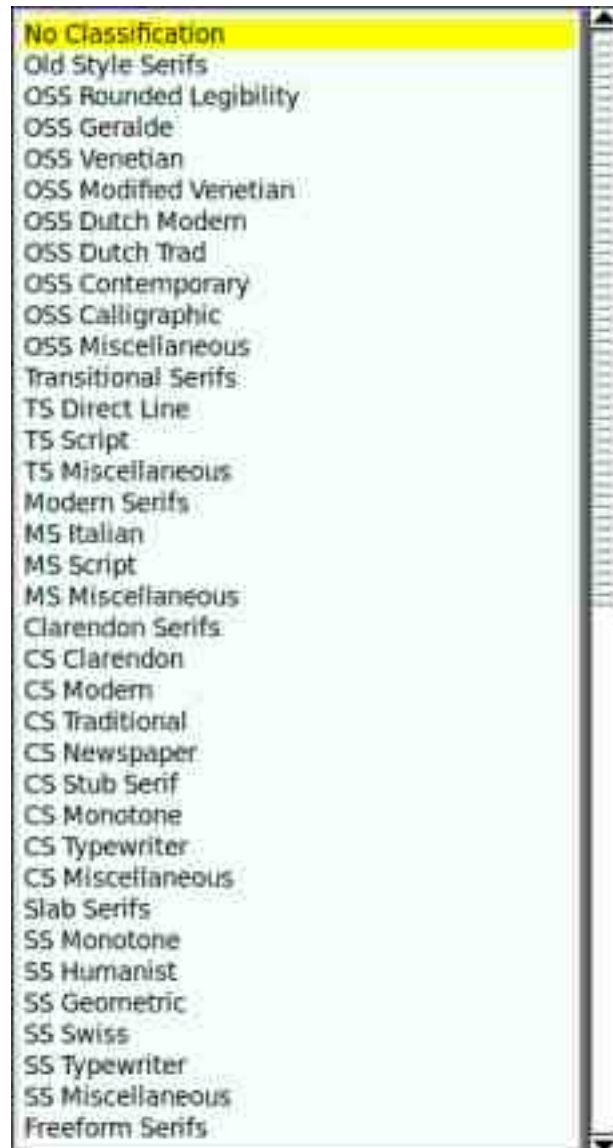 No Classification
Old Style Serifs
OSS Rounded Legibility
OSS Geralde
OSS Venetian
OSS Modified Venetian
OSS Dutch Modern
OSS Dutch Trad
OSS Contemporary
OSS Calligraphic
OSS Miscellaneous
Transitional Serifs
TS Direct Line
TS Script
TS Miscellaneous
Modern Serifs
MS Italian
MS Script
MS Miscellaneous
Clarendon Serifs
CS Clarendon
CS Modern
CS Traditional
CS Newspaper
CS Stub Serif
CS Monotone
CS Typewriter
CS Miscellaneous
Slab Serifs
SS Monotone
SS Humanist
SS Geometric
SS Swiss
SS Typewriter
SS Miscellaneous
Freeform Serifs